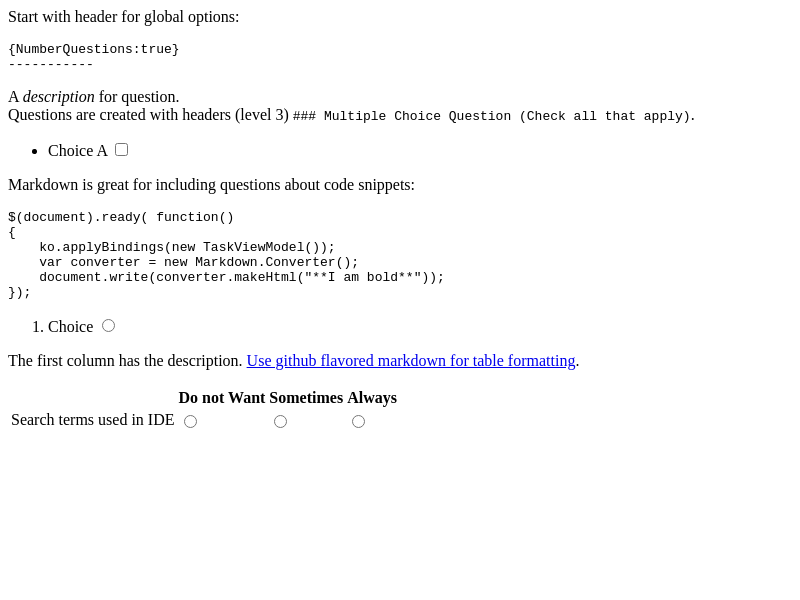 Start with header for global options:
{NumberQuestions:true}
-----------
A description for question.
Questions are created with headers (level 3) ### Multiple Choice Question (Check all that apply).
Choice A
Markdown is great for including questions about code snippets:
$(document).ready( function()
{
    ko.applyBindings(new TaskViewModel());
    var converter = new Markdown.Converter();
    document.write(converter.makeHtml("**I am bold**"));
});
1. Choice
The first column has the description. Use github flavored markdown for table formatting.
Do not Want Sometimes Always
Search terms used in IDE